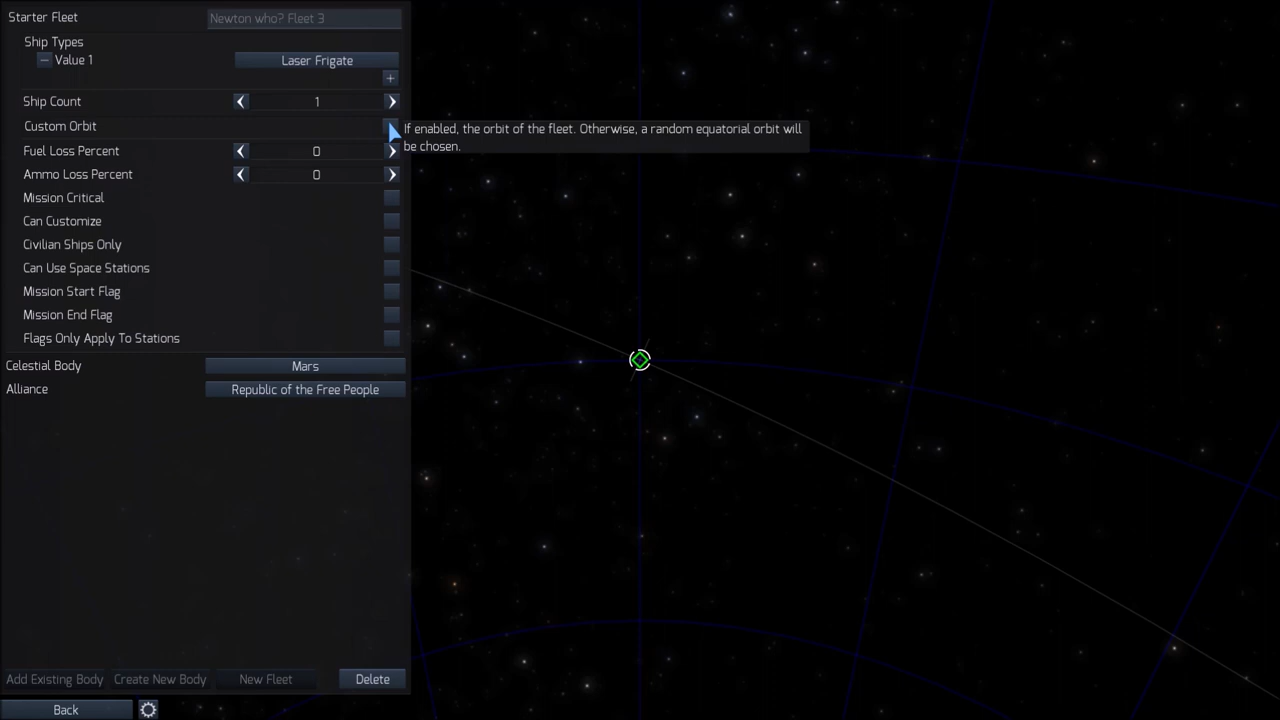 Starter Fleet
Newton who? Fleet 3
Ship Types
Value 1
Laser Frigate
+
Ship Count
1
Custom Orbit
If enabled, the orbit of the fleet. Otherwise, a random equatorial orbit will
be chosen.
Fuel Loss Percent
0
Ammo Loss Percent
0
Mission Critical
Can Customize
Civilian Ships Only
Can Use Space Stations
Mission Start Flag
Mission End Flag
Flags Only Apply To Stations
Celestial Body
Mars
Alliance
Republic of the Free People
Add Existing Body
Create New Body
New Fleet
Delete
Back